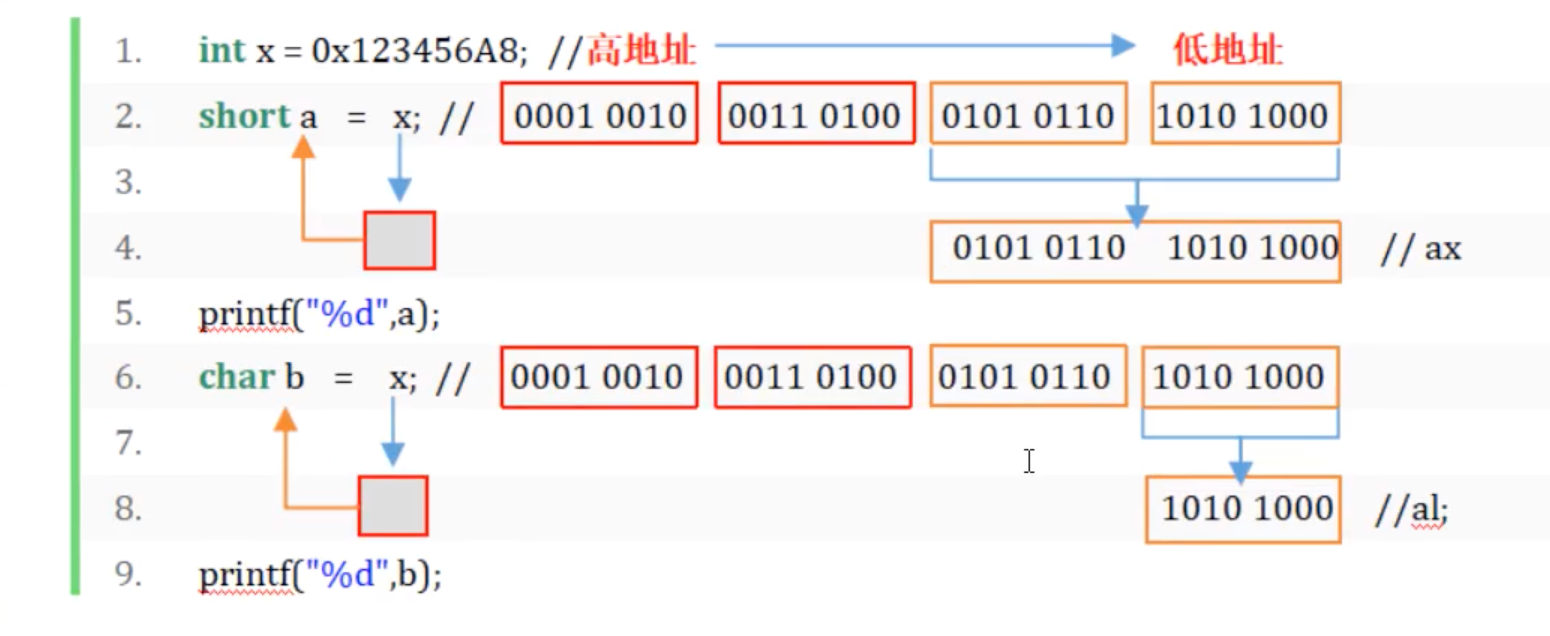 1. int x = 0x123456A8; //高地址 低地址
2. short a = x; // 0001 0010 0011 0100 0101 0110 1010 1000
3.
4. 0101 0110 1010 1000 // ax
5. printf("%d",a);
6. char b = x; // 0001 0010 0011 0100 0101 0110 1010 1000
7.
8. 1010 1000 //al;
9. printf("%d",b);